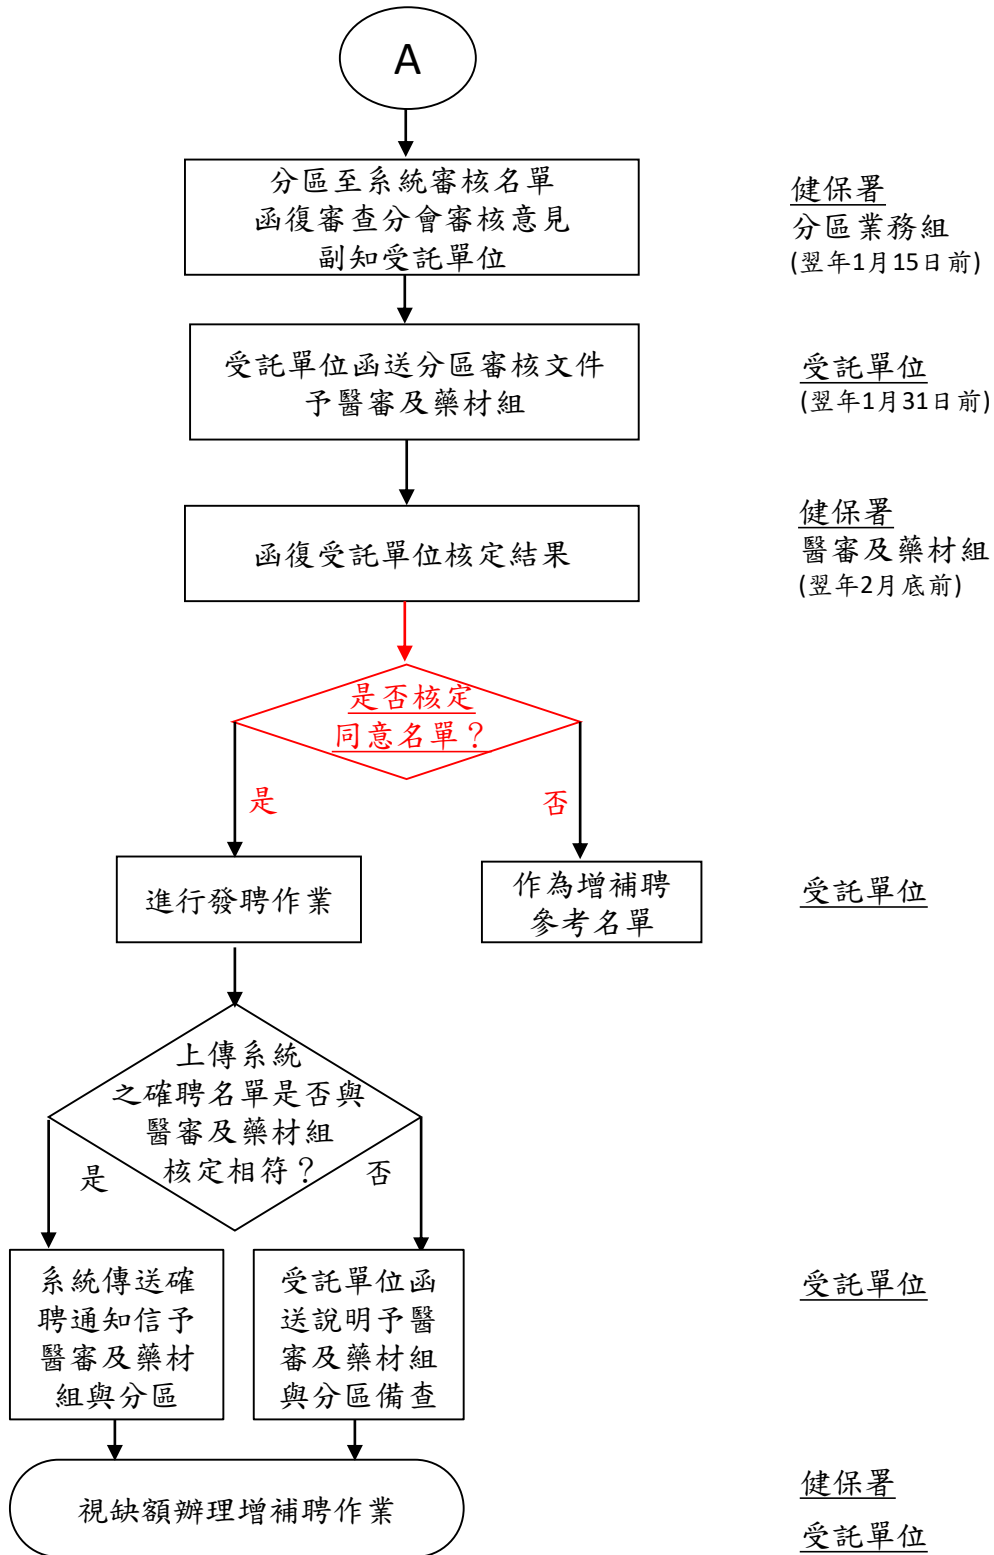 A
分區至系統審核名單
函復審查分會審核意見
副知受託單位
健保署
分區業務組
(翌年1月15日前)
受託單位函送分區審核文件
予醫審及藥材組
受託單位
(翌年1月31日前)
函復受託單位核定結果
健保署
醫審及藥材組
(翌年2月底前)
是否核定
同意名單？
是
否
進行發聘作業
作為增補聘
參考名單
受託單位
上傳系統
之確聘名單是否與
醫審及藥材組
核定相符？
是
否
系統傳送確
聘通知信予
醫審及藥材
組與分區
受託單位函
送說明予醫
審及藥材組
與分區備查
受託單位
視缺額辦理增補聘作業
健保署
受託單位